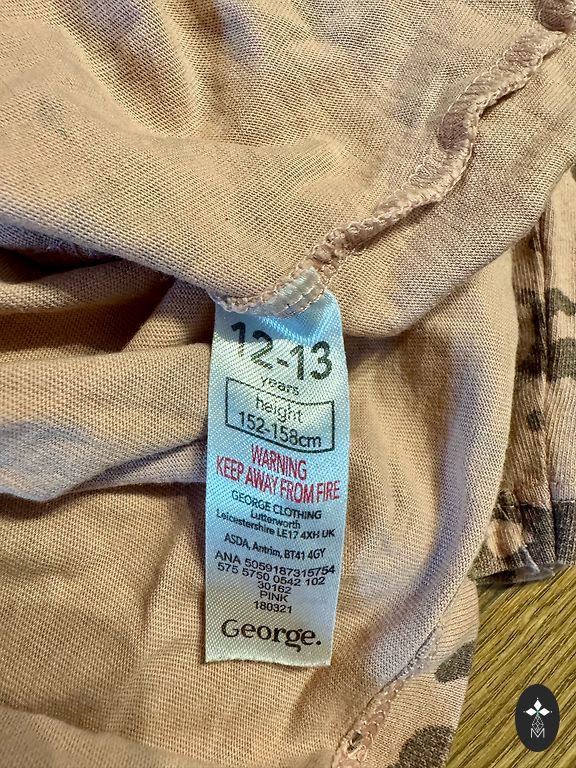 12-13
years
height
152-158cm
WARNING
KEEP AWAY FROM FIRE
GEORGE CLOTHING
Lutterworth
Leicestershire LE17 4XH UK
ASDA, Antrim, BT41 4GY
ANA 5059187315754
575 5750 0542 102
30162
PINK
180321
George.
M